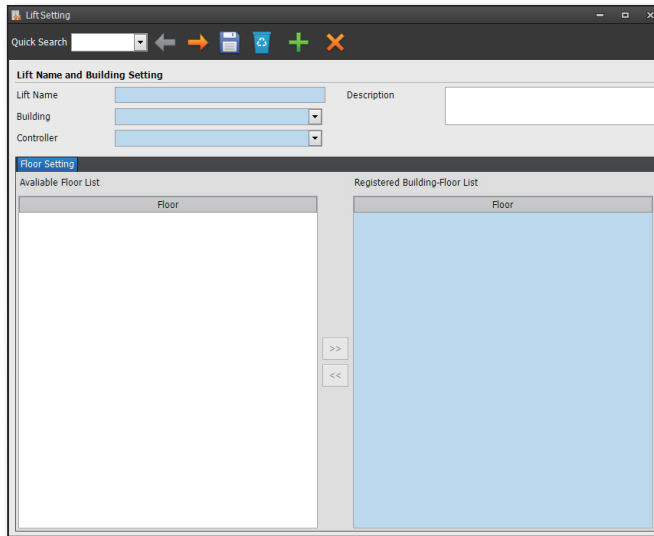 Lift Setting
Quick Search
Lift Name and Building Setting
Lift Name
Description
Building
Controller
Floor Setting
Avaliable Floor List
Registered Building-Floor List
Floor
Floor
>>
<<